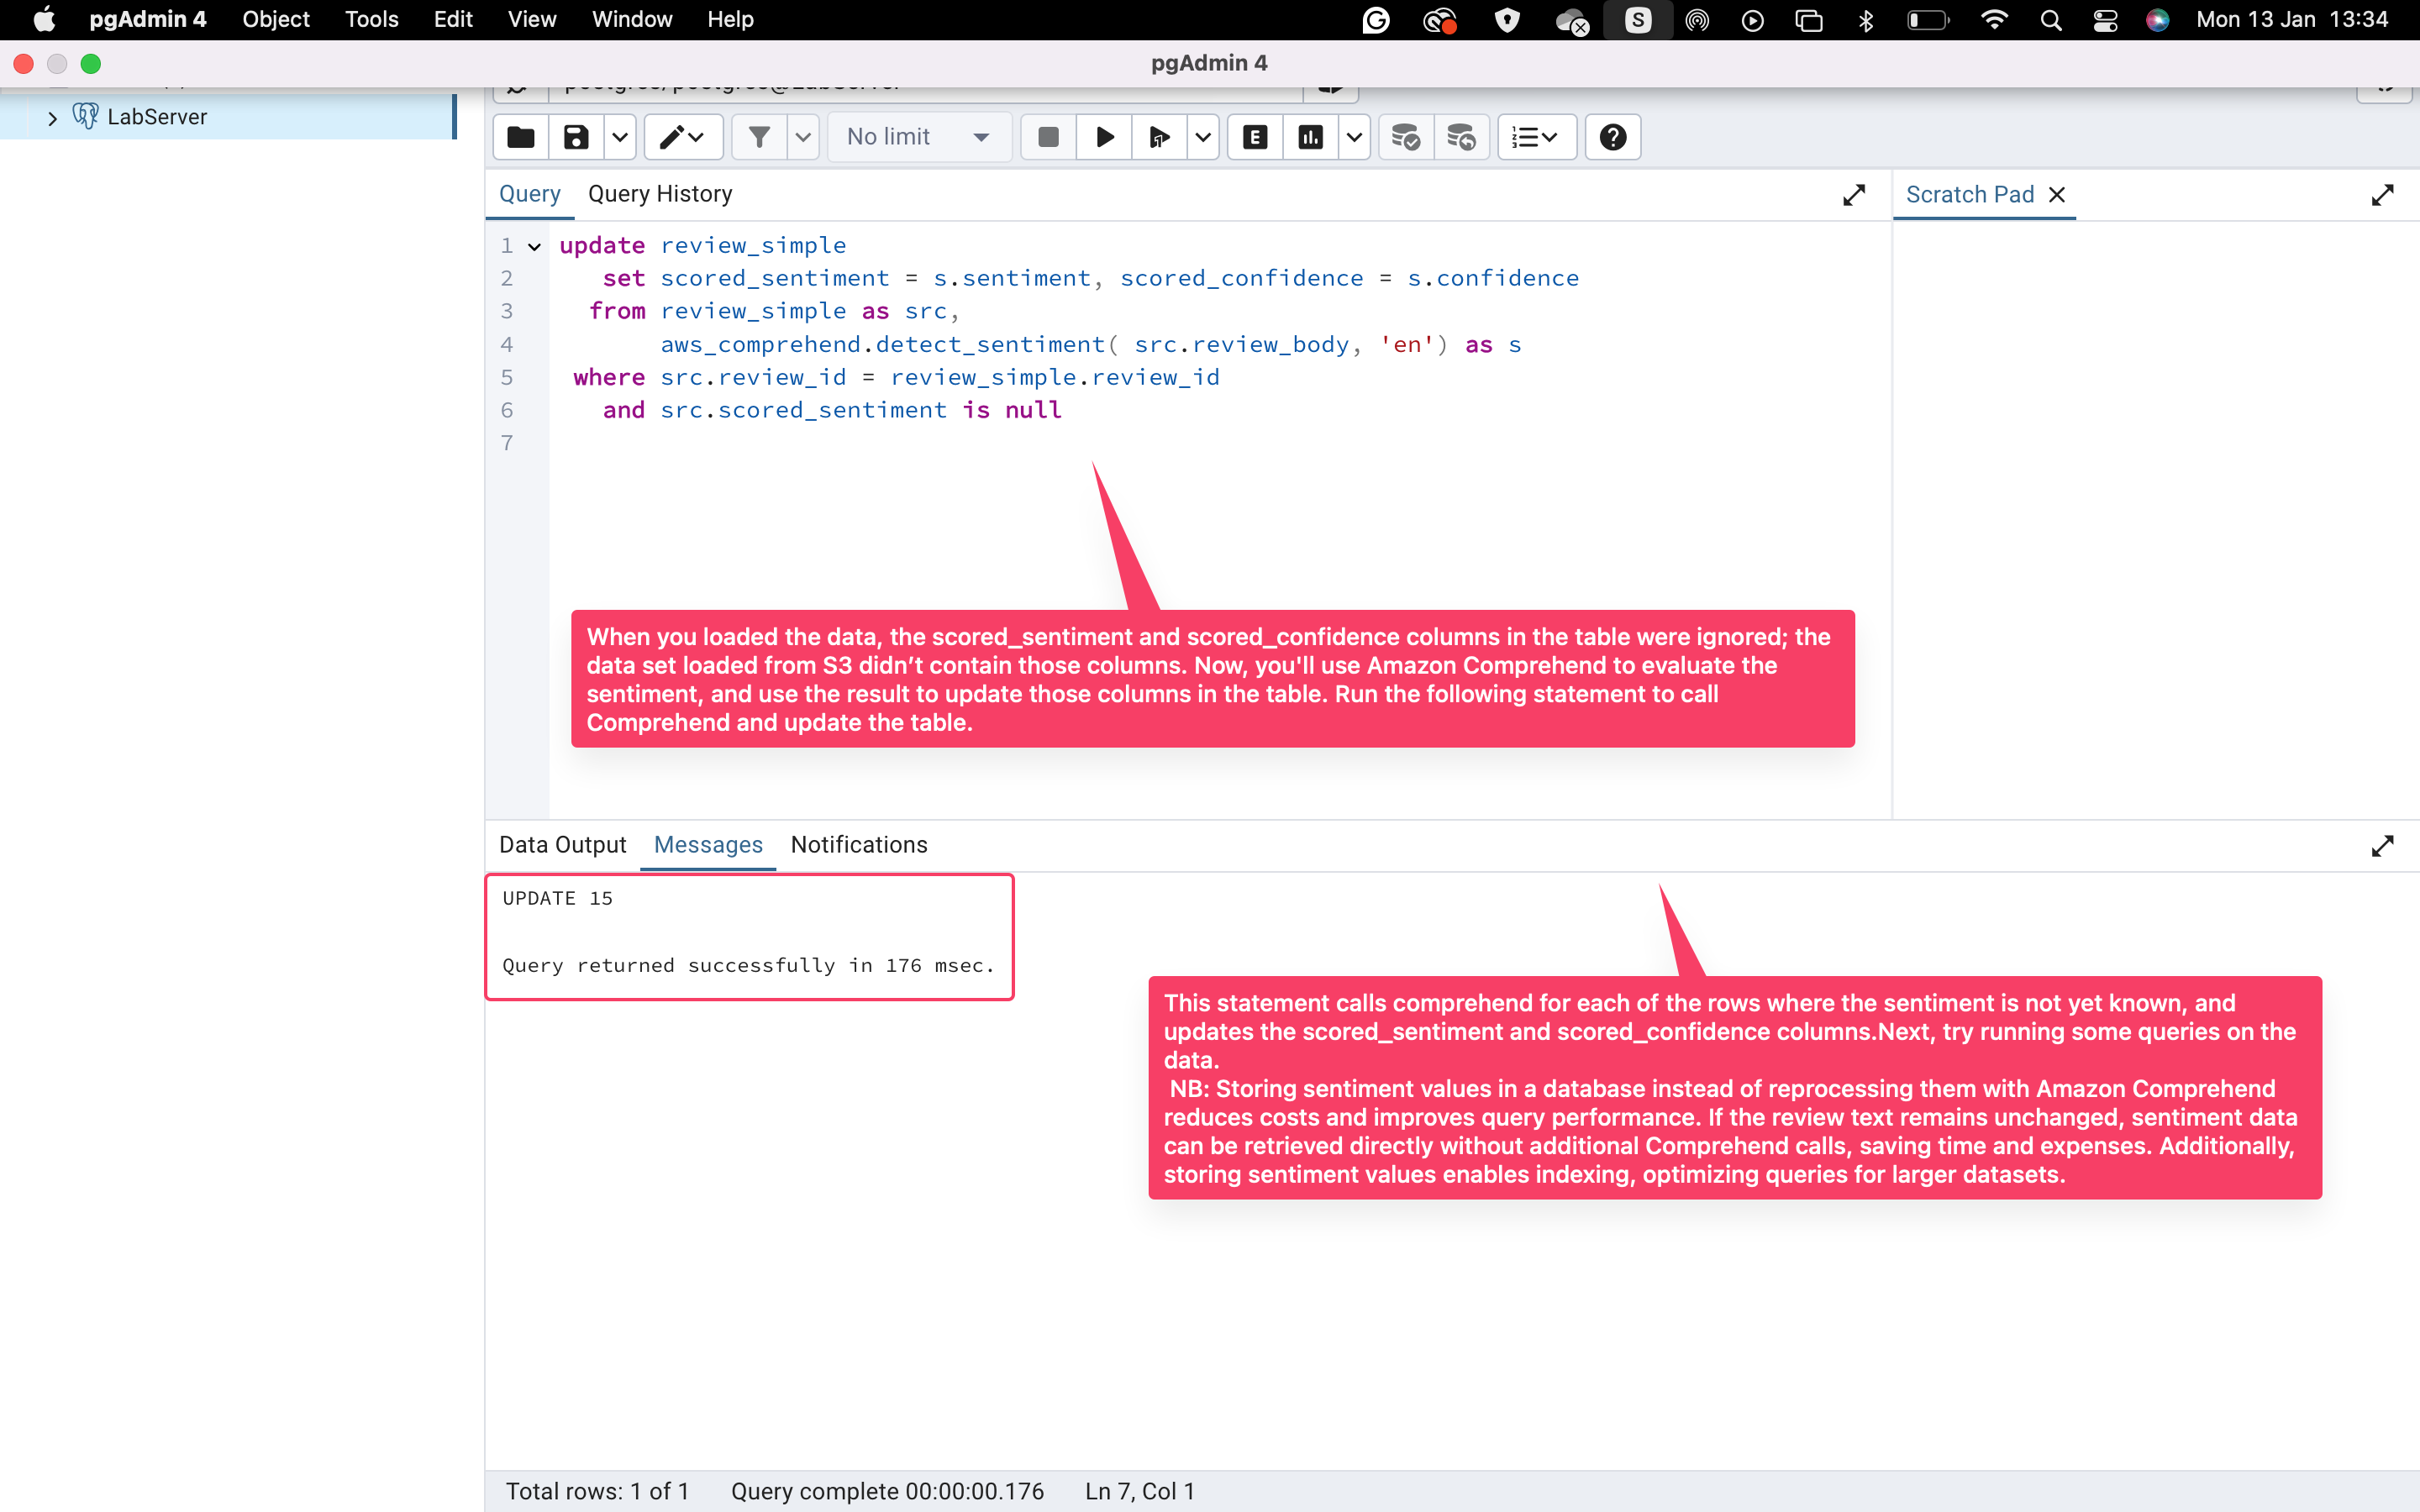 pgAdmin 4 Object Tools Edit View Window Help Mon 13 Jan 13:34
pgAdmin 4
LabServer
No limit
Query Query History Scratch Pad
1 update review_simple
2 set scored_sentiment = s.sentiment, scored_confidence = s.confidence
3 from review_simple as src,
4 aws_comprehend.detect_sentiment( src.review_body, 'en') as s
5 where src.review_id = review_simple.review_id
6 and src.scored_sentiment is null
7
When you loaded the data, the scored_sentiment and scored_confidence columns in the table were ignored; the
data set loaded from S3 didn’t contain those columns. Now, you'll use Amazon Comprehend to evaluate the
sentiment, and use the result to update those columns in the table. Run the following statement to call
Comprehend and update the table.
Data Output Messages Notifications
UPDATE 15
Query returned successfully in 176 msec.
This statement calls comprehend for each of the rows where the sentiment is not yet known, and
updates the scored_sentiment and scored_confidence columns.Next, try running some queries on the
data.
NB: Storing sentiment values in a database instead of reprocessing them with Amazon Comprehend
reduces costs and improves query performance. If the review text remains unchanged, sentiment data
can be retrieved directly without additional Comprehend calls, saving time and expenses. Additionally,
storing sentiment values enables indexing, optimizing queries for larger datasets.
Total rows: 1 of 1 Query complete 00:00:00.176 Ln 7, Col 1